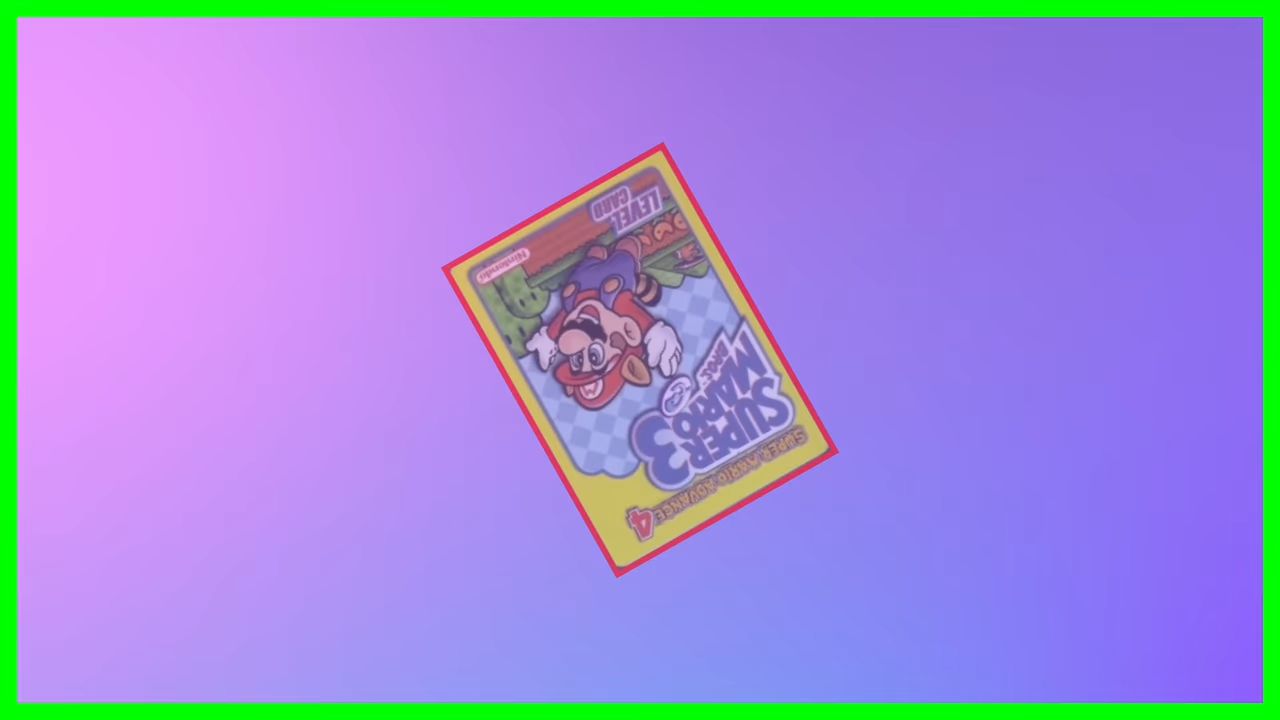 SUPER MARIO ADVANCE 4
SUPER
MARIO
BROS.
3
LEVEL
CARD
Nintendo